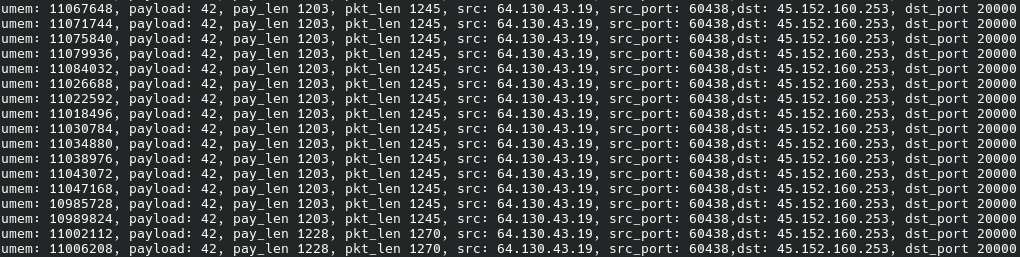 umem: 11067648, payload: 42, pay_len 1203, pkt_len 1245, src: 64.130.43.19, src_port: 60438,dst: 45.152.160.253, dst_port 20000
umem: 11071744, payload: 42, pay_len 1203, pkt_len 1245, src: 64.130.43.19, src_port: 60438,dst: 45.152.160.253, dst_port 20000
umem: 11075840, payload: 42, pay_len 1203, pkt_len 1245, src: 64.130.43.19, src_port: 60438,dst: 45.152.160.253, dst_port 20000
umem: 11079936, payload: 42, pay_len 1203, pkt_len 1245, src: 64.130.43.19, src_port: 60438,dst: 45.152.160.253, dst_port 20000
umem: 11084032, payload: 42, pay_len 1203, pkt_len 1245, src: 64.130.43.19, src_port: 60438,dst: 45.152.160.253, dst_port 20000
umem: 11026688, payload: 42, pay_len 1203, pkt_len 1245, src: 64.130.43.19, src_port: 60438,dst: 45.152.160.253, dst_port 20000
umem: 11022592, payload: 42, pay_len 1203, pkt_len 1245, src: 64.130.43.19, src_port: 60438,dst: 45.152.160.253, dst_port 20000
umem: 11018496, payload: 42, pay_len 1203, pkt_len 1245, src: 64.130.43.19, src_port: 60438,dst: 45.152.160.253, dst_port 20000
umem: 11030784, payload: 42, pay_len 1203, pkt_len 1245, src: 64.130.43.19, src_port: 60438,dst: 45.152.160.253, dst_port 20000
umem: 11034880, payload: 42, pay_len 1203, pkt_len 1245, src: 64.130.43.19, src_port: 60438,dst: 45.152.160.253, dst_port 20000
umem: 11038976, payload: 42, pay_len 1203, pkt_len 1245, src: 64.130.43.19, src_port: 60438,dst: 45.152.160.253, dst_port 20000
umem: 11043072, payload: 42, pay_len 1203, pkt_len 1245, src: 64.130.43.19, src_port: 60438,dst: 45.152.160.253, dst_port 20000
umem: 11047168, payload: 42, pay_len 1203, pkt_len 1245, src: 64.130.43.19, src_port: 60438,dst: 45.152.160.253, dst_port 20000
umem: 10985728, payload: 42, pay_len 1203, pkt_len 1245, src: 64.130.43.19, src_port: 60438,dst: 45.152.160.253, dst_port 20000
umem: 10989824, payload: 42, pay_len 1203, pkt_len 1245, src: 64.130.43.19, src_port: 60438,dst: 45.152.160.253, dst_port 20000
umem: 11002112, payload: 42, pay_len 1228, pkt_len 1270, src: 64.130.43.19, src_port: 60438,dst: 45.152.160.253, dst_port 20000
umem: 11006208, payload: 42, pay_len 1228, pkt_len 1270, src: 64.130.43.19, src_port: 60438,dst: 45.152.160.253, dst_port 20000